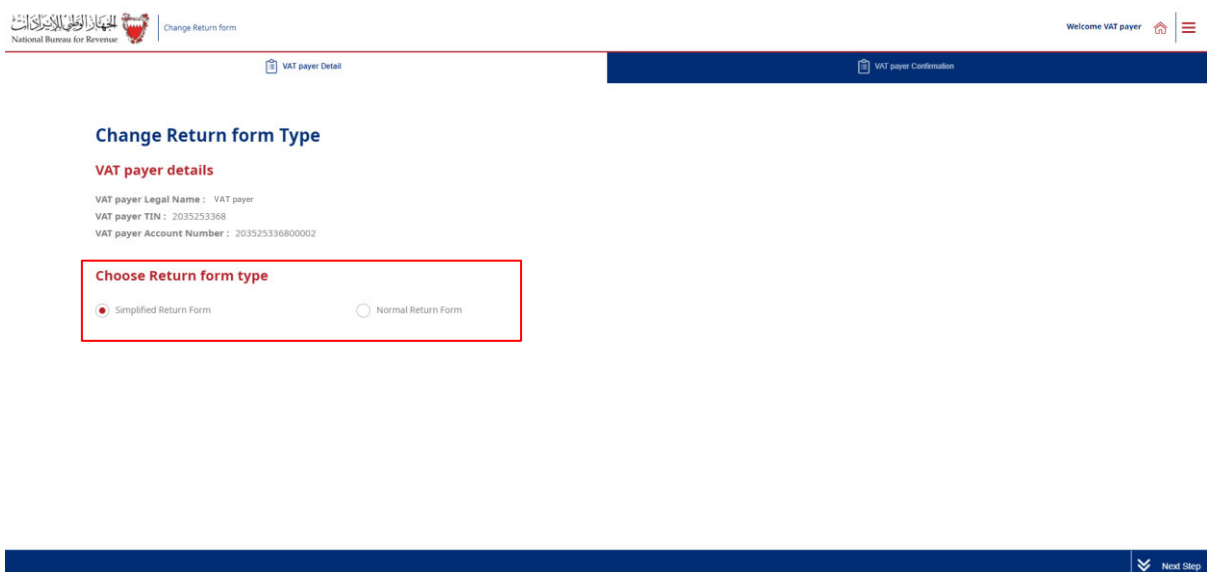 الجهاز الوطني للإيرادات
National Bureau for Revenue
Change Return form
Welcome VAT payer
VAT payer Detail
VAT payer Confirmation
Change Return form Type
VAT payer details
VAT payer Legal Name : VAT payer
VAT payer TIN : 2035253368
VAT payer Account Number : 203525336800002
Choose Return form type
Simplified Return Form
Normal Return Form
Next Step